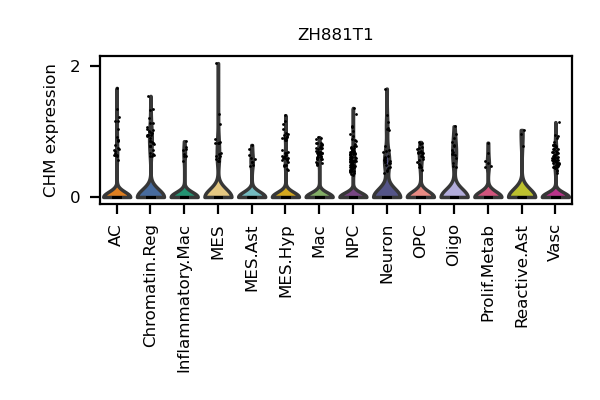 ZH881T1
CHM expression
2
0
AC
Chromatin.Reg
Inflammatory.Mac
MES
MES.Ast
MES.Hyp
Mac
NPC
Neuron
OPC
Oligo
Prolif.Metab
Reactive.Ast
Vasc